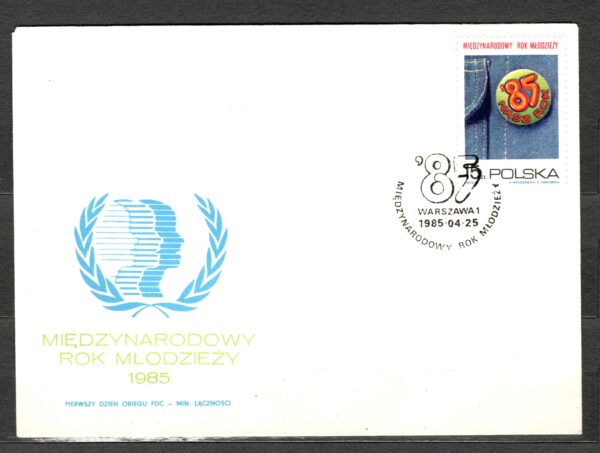 MIĘDZYNARODOWY ROK MŁODZIEŻY
'85
NASZ ROK
15 ZŁ POLSKA
'85
WARSZAWA 1
1985-04-25
MIĘDZYNARODOWY ROK MŁODZIEŻY
MIĘDZYNARODOWY
ROK MŁODZIEŻY
1985
PIERWSZY DZIEŃ OBIEGU FDC – MIN. ŁĄCZNOŚCI